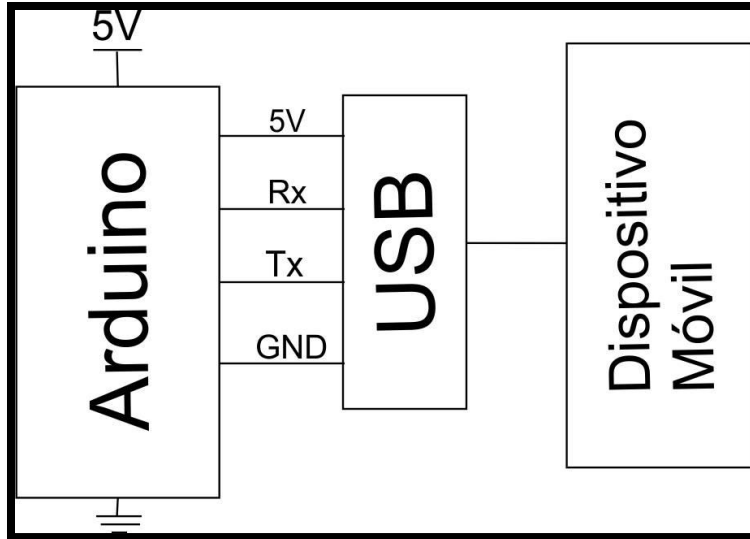 5V
Arduino
5V
Rx
Tx
GND
USB
Dispositivo
Móvil